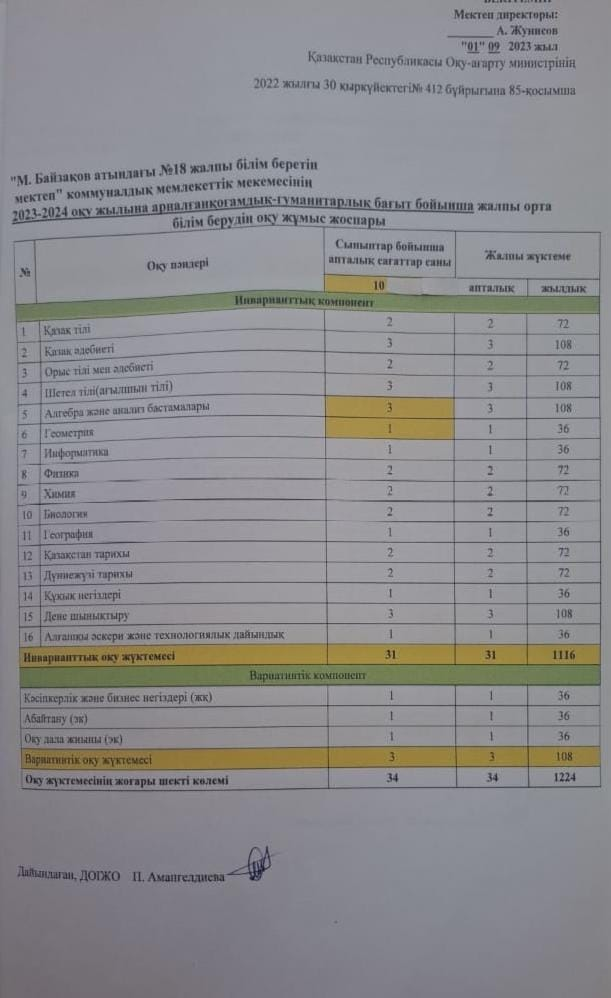 Мектеп директоры:
А. Жунисов
"01" 09 2023 жыл
Қазақстан Республикасы Оқу-ағарту министрінің
2022 жылғы 30 қыркүйектегі№ 412 бұйрығына 85-қосымша
"М. Байзақов атындағы №18 жалпы білім беретін
мектеп" коммуналдық мемлекеттік мекемесінің
2023-2024 оқу жылына арналғанқоғамдық-гуманитарлық бағыт бойынша жалпы орта
білім берудің оқу жұмыс жоспары
№ Оқу пәндері Сыныптар бойынша апталық сағаттар саны Жалпы жүктеме
10 апталық жылдық
Инварианттық компонент
1 Қазақ тілі 2 2 72
2 Қазақ әдебиеті 3 3 108
3 Орыс тілі мен әдебиеті 2 2 72
4 Шетел тілі(ағылшын тілі) 3 3 108
5 Алгебра және анализ бастамалары 3 3 108
6 Геометрия 1 1 36
7 Информатика 1 1 36
8 Физика 2 2 72
9 Химия 2 2 72
10 Биология 2 2 72
11 География 1 1 36
12 Қазақстан тарихы 2 2 72
13 Дүниежүзі тарихы 2 2 72
14 Құқық негіздері 1 1 36
15 Дене шынықтыру 3 3 108
16 Алғашқы әскери және технологиялық дайындық 1 1 36
Инварианттық оқу жүктемесі 31 31 1116
Вариативтік компонент
Кәсіпкерлік және бизнес негіздері (жк) 1 1 36
Абайтану (эк) 1 1 36
Оқу дала жиыны (эк) 1 1 36
Вариативтік оқу жүктемесі 3 3 108
Оқу жүктемесінің жоғары шекті көлемі 34 34 1224
Дайындаған, ДОІЖО П. Амангелдиева